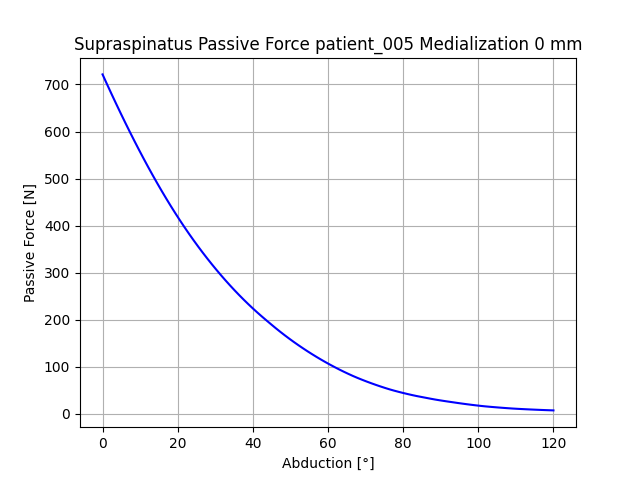 Supraspinatus Passive Force patient_005 Medialization 0 mm
700
600
500
400
300
200
100
0
Passive Force [N]
0 20 40 60 80 100 120
Abduction [°]